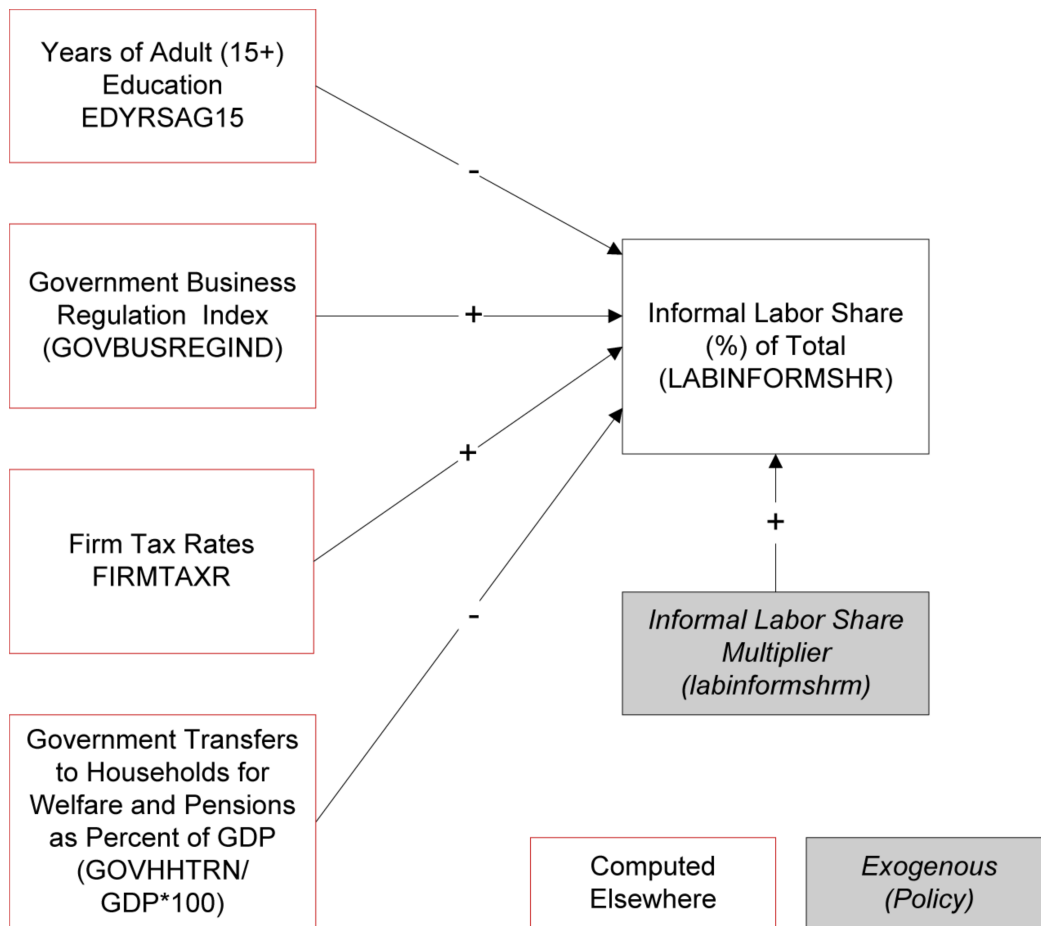 Years of Adult (15+)
Education
EDYRSAG15
-
Government Business
Regulation  Index
(GOVBUSREGIND)
+
Informal Labor Share
(%) of Total
(LABINFORMSHR)
+
Firm Tax Rates
FIRMTAXR
+
-
Informal Labor Share
Multiplier
(labinformshrm)
Government Transfers
to Households for
Welfare and Pensions
as Percent of GDP
(GOVHHTRN/
GDP*100)
Computed
Elsewhere
Exogenous
(Policy)